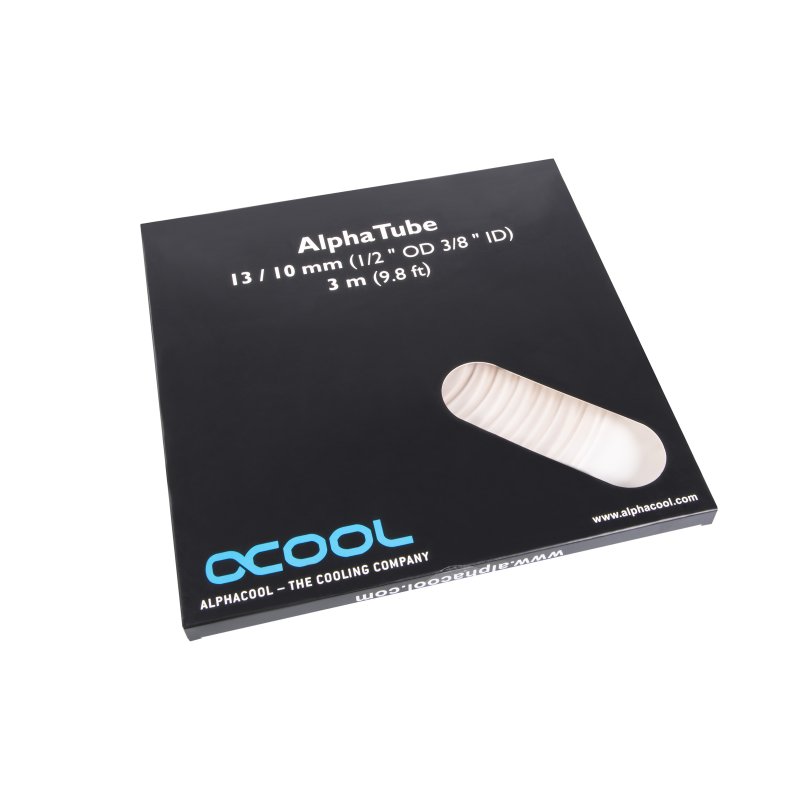 AlphaTube
13 / 10 mm (1/2 " OD 3/8 " ID)
3 m (9.8 ft)
www.alphacool.com
αCOOL
ALPHACOOL – THE COOLING COMPANY
www.alphacool.com